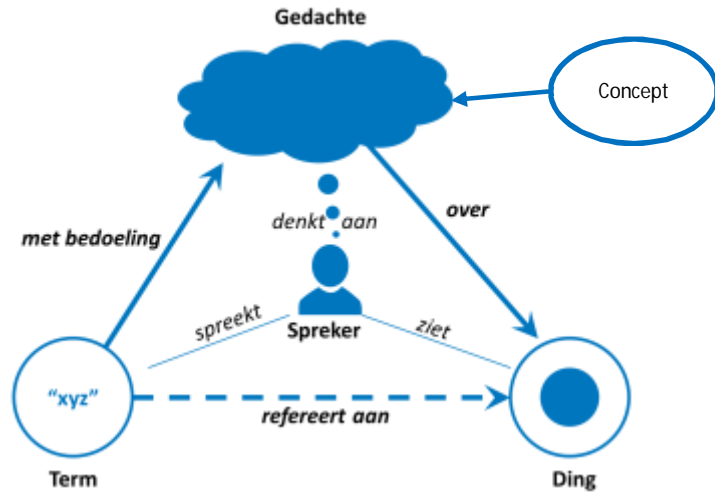 Gedachte
Concept
over
denkt aan
met bedoeling
spreekt
Spreker
ziet
“xyz”
refereert aan
Term
Ding